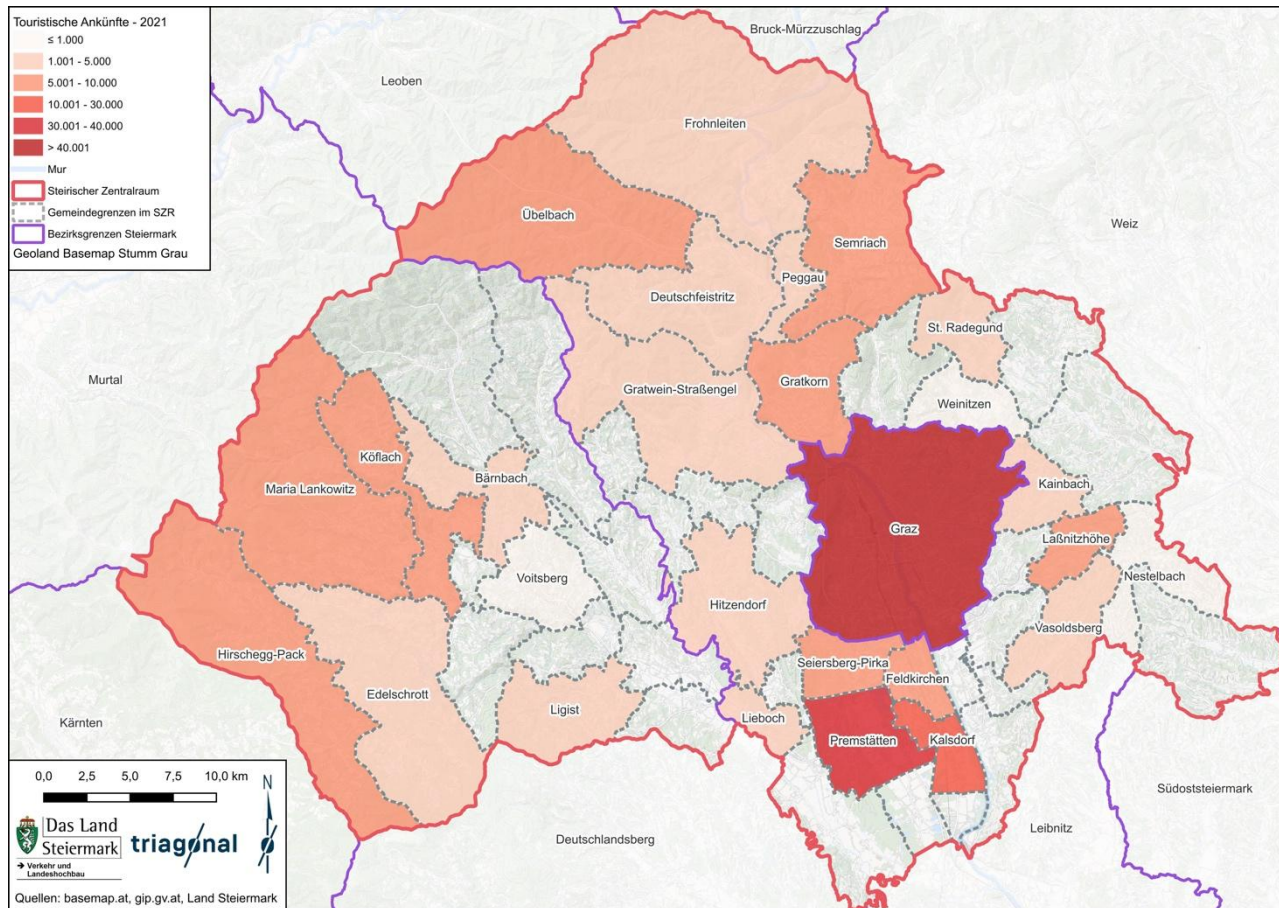 Touristische Ankünfte - 2021
≤ 1.000
1.001 - 5.000
5.001 - 10.000
10.001 - 30.000
30.001 - 40.000
> 40.001
Mur
Steirischer Zentralraum
Gemeindegrenzen im SZR
Bezirksgrenzen Steiermark
Geoland Basemap Stumm Grau
Bruck-Mürzzuschlag
Leoben
Frohnleiten
Übelbach
Semriach
Weiz
Peggau
Deutschfeistritz
St. Radegund
Murtal
Gratwein-Straßengel
Gratkorn
Weinitzen
Köflach
Bärnbach
Maria Lankowitz
Kainbach
Graz
Laßnitzhöhe
Voitsberg
Nestelbach
Hitzendorf
Vasoldsberg
Hirschegg-Pack
Seiersberg-Pirka
Feldkirchen
Edelschrott
Ligist
Lieboch
Kärnten
Premstätten
Kalsdorf
Südoststeiermark
Deutschlandsberg
Leibnitz
0,0 2,5 5,0 7,5 10,0 km
N
Das Land
Steiermark
→ Verkehr und
Landeshochbau
triagonal
Quellen: basemap.at, gip.gv.at, Land Steiermark